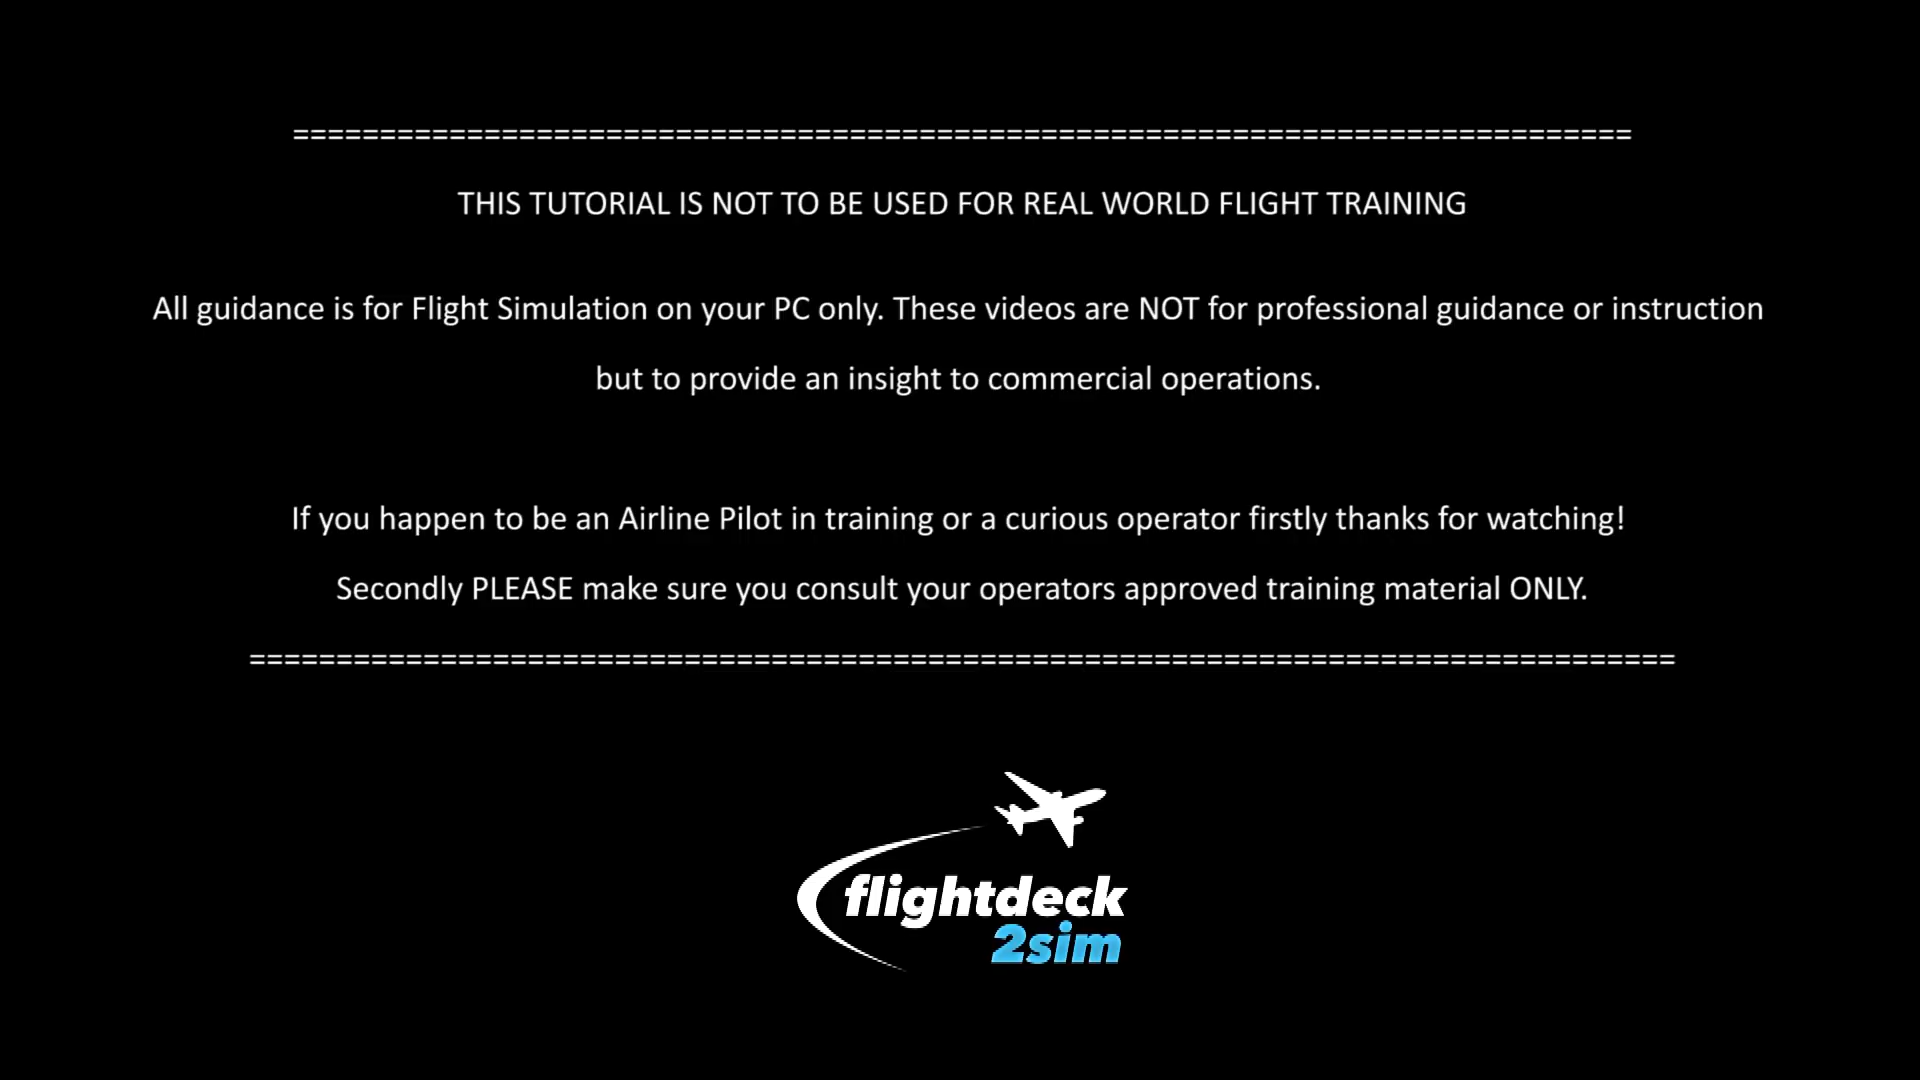 =============================================================================
THIS TUTORIAL IS NOT TO BE USED FOR REAL WORLD FLIGHT TRAINING
All guidance is for Flight Simulation on your PC only. These videos are NOT for professional guidance or instruction
but to provide an insight to commercial operations.
If you happen to be an Airline Pilot in training or a curious operator firstly thanks for watching!
Secondly PLEASE make sure you consult your operators approved training material ONLY.
==================================================================================
flightdeck
2sim